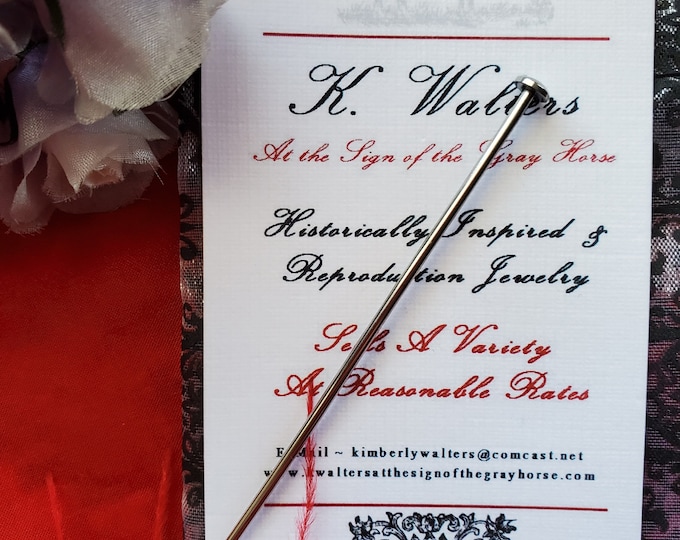 K. Walters
At the Sign of the Gray Horse
Historically Inspired &
Reproduction Jewelry
Sells A Variety
At Reasonable Rates
E-Mail ~ kimberlywalters@comcast.net
www.kwaltersatthesignofthegrayhorse.com